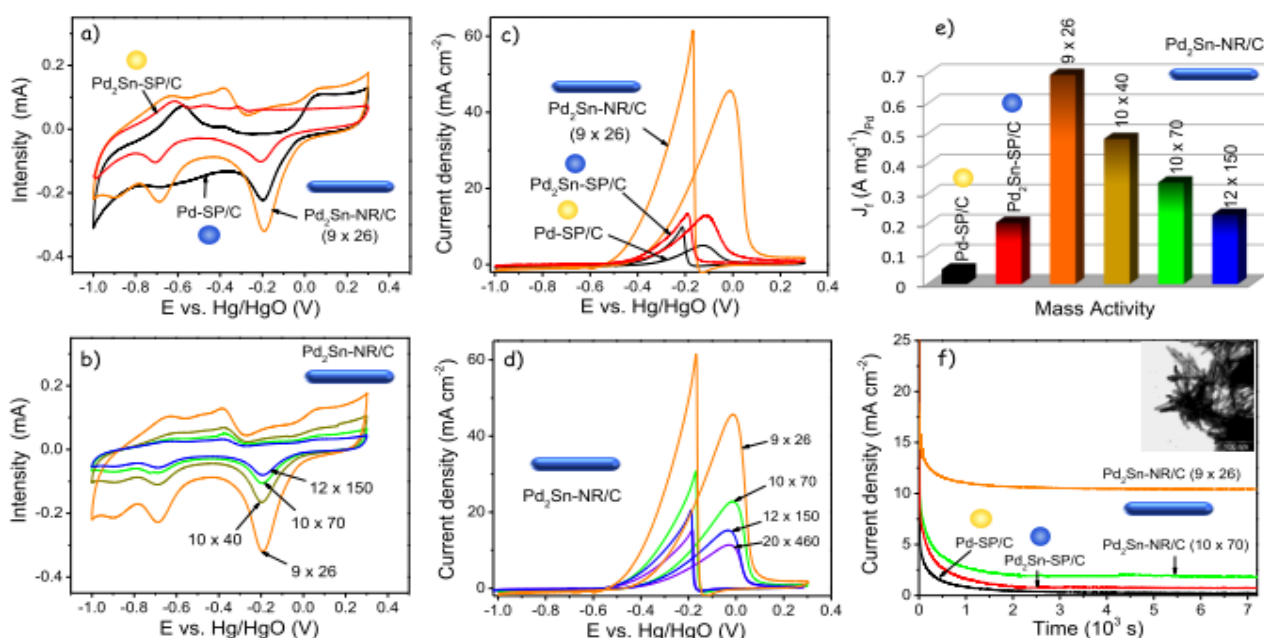 a)
Pd₂Sn-SP/C
Pd-SP/C
Pd₂Sn-NR/C
(9 x 26)
Intensity (mA)
0.2
0.0
-0.2
-0.4
-1.0 -0.8 -0.6 -0.4 -0.2 0.0 0.2 0.4
E vs. Hg/HgO (V)
c)
Pd₂Sn-NR/C
(9 x 26)
Pd₂Sn-SP/C
Pd-SP/C
Current density (mA cm⁻²)
60
40
20
0
-1.0 -0.8 -0.6 -0.4 -0.2 0.0 0.2 0.4
E vs. Hg/HgO (V)
e)
Pd₂Sn-NR/C
Pd-SP/C
Pd₂Sn-SP/C
9 x 26
10 x 40
10 x 70
12 x 150
J_f (A mg⁻¹)_Pd
0.7
0.6
0.5
0.4
0.3
0.2
0.1
0
Mass Activity
b)
Pd₂Sn-NR/C
12 x 150
10 x 70
10 x 40
9 x 26
Intensity (mA)
0.2
0.0
-0.2
-0.4
-1.0 -0.8 -0.6 -0.4 -0.2 0.0 0.2 0.4
E vs. Hg/HgO (V)
d)
Pd₂Sn-NR/C
9 x 26
10 x 70
12 x 150
20 x 460
Current density (mA cm⁻²)
60
40
20
0
-1.0 -0.8 -0.6 -0.4 -0.2 0.0 0.2 0.4
E vs. Hg/HgO (V)
f)
Pd₂Sn-NR/C (9 x 26)
Pd-SP/C
Pd₂Sn-SP/C
Pd₂Sn-NR/C (10 x 70)
Current density (mA cm⁻²)
25
20
15
10
5
0
0 1 2 3 4 5 6 7
Time (10³ s)